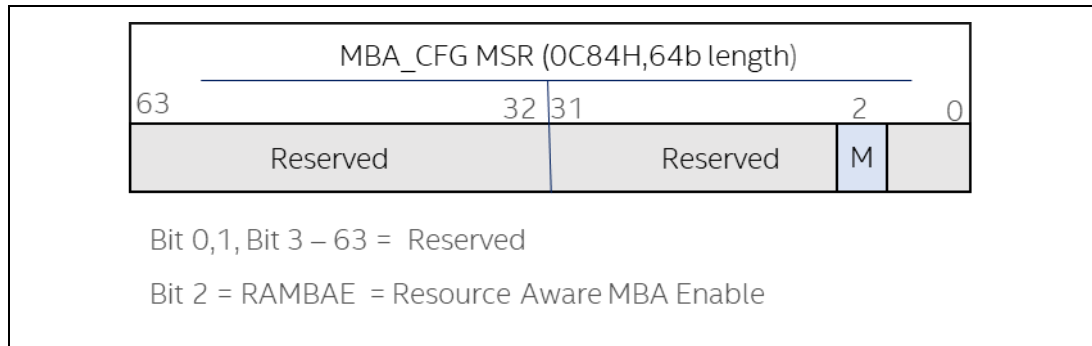 MBA_CFG MSR (0C84H,64b length)
63 32 31 2 0
Reserved Reserved M
Bit 0,1, Bit 3 – 63 = Reserved
Bit 2 = RAMBAE = Resource Aware MBA Enable